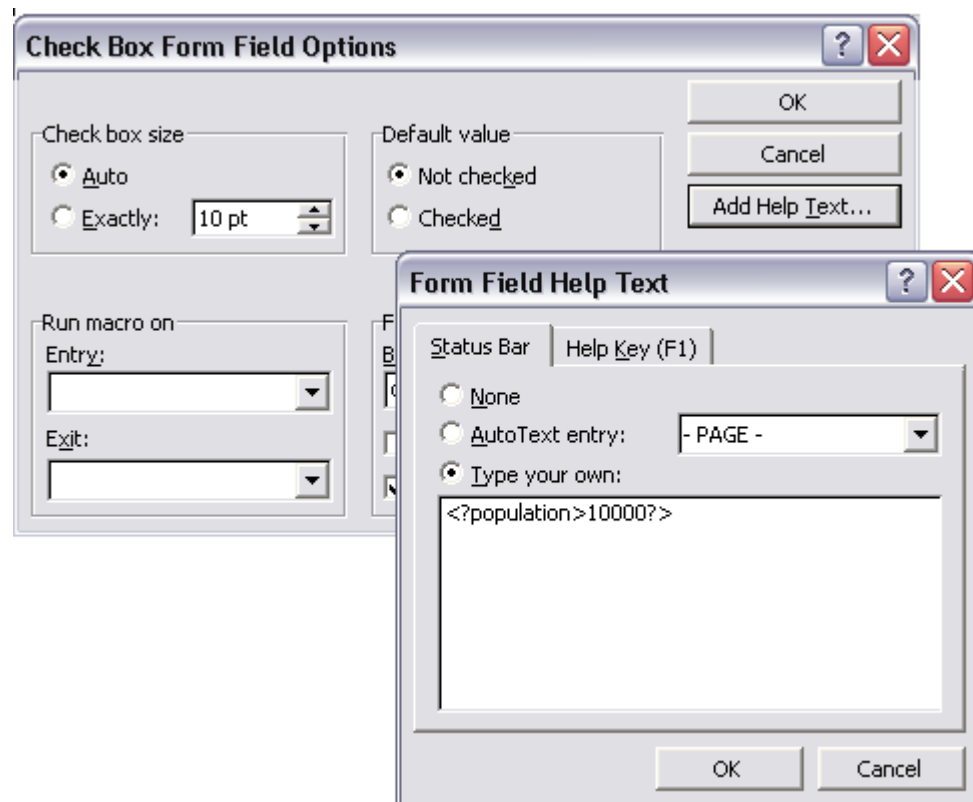 Check Box Form Field Options
OK
Check box size
Default value
Cancel
Auto
Not checked
Add Help Text...
Exactly: 10 pt
Checked
Form Field Help Text
Run macro on
Entry:
Status Bar
Help Key (F1)
None
AutoText entry: - PAGE -
Exit:
Type your own:
<?population>10000?>
OK
Cancel